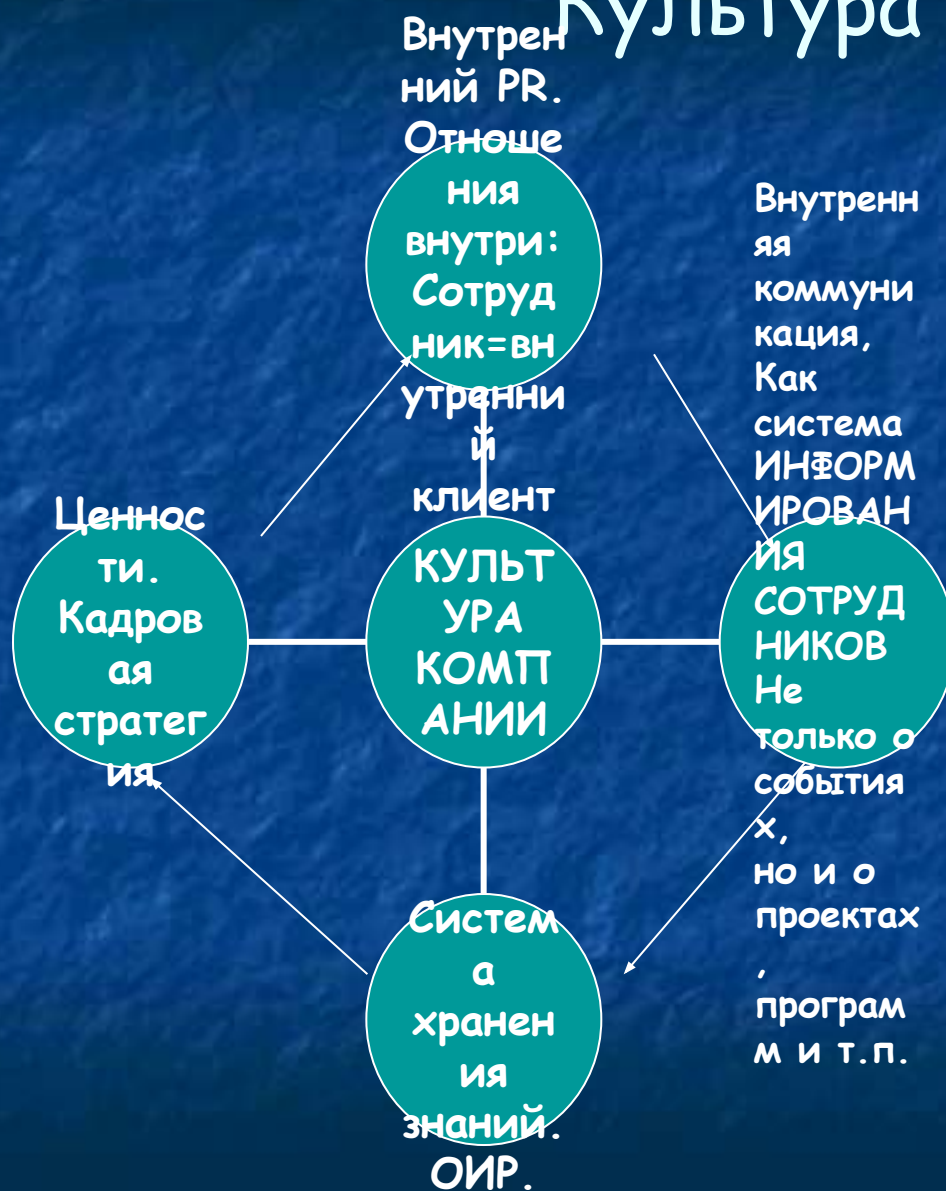 Культура
Внутрен
ний PR.
Отноше
ния
внутри:
Сотруд
ник=вн
утренни
й
клиент
Внутренн
яя
коммуни
кация,
Как
система
ИНФОРМ
ИРОВАН
ИЯ
СОТРУД
НИКОВ
Не
только о
события
х,
но и о
проектах
,
програм
м и т.п.
Ценнос
ти.
Кадров
ая
стратег
ия
КУЛЬТ
УРА
КОМП
АНИИ
Систем
а
хранен
ия
знаний.
ОИР.